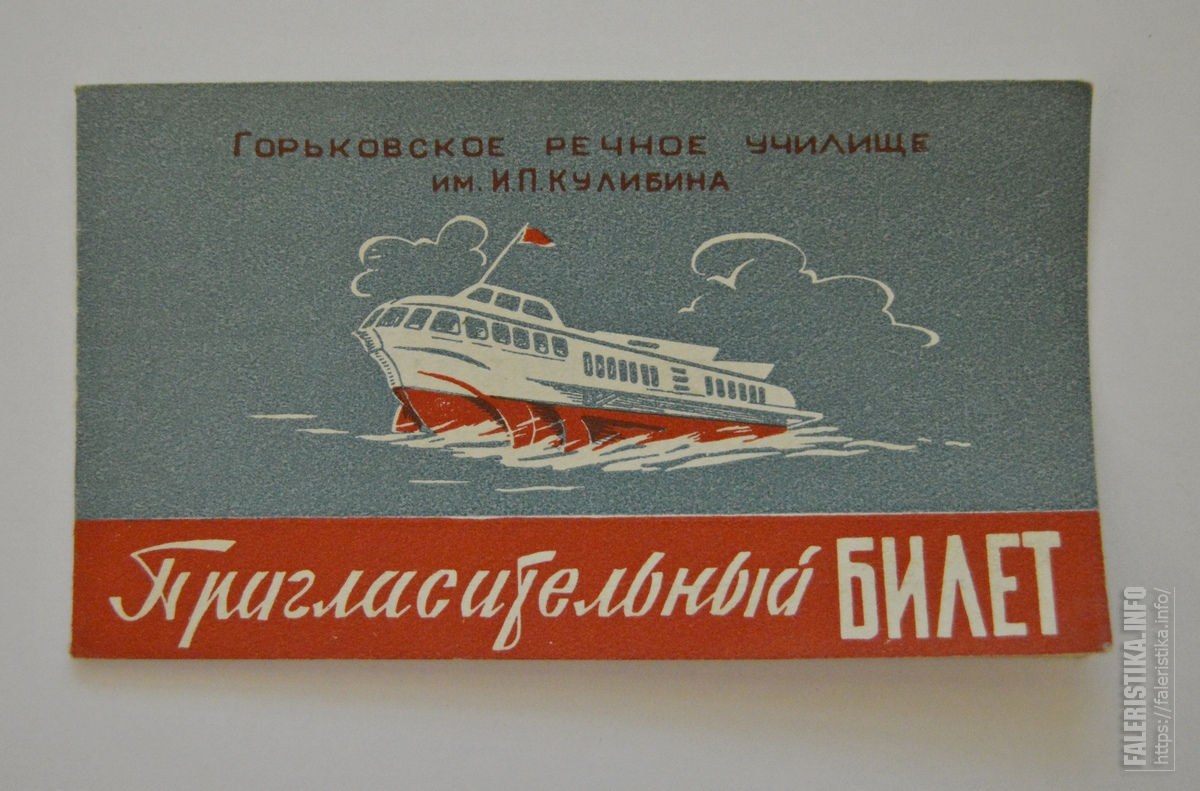 Горьковское речное училище
им. И.П. Кулибина
Пригласительный БИЛЕТ
FALERISTIKA.INFO
https://faleristika.info/